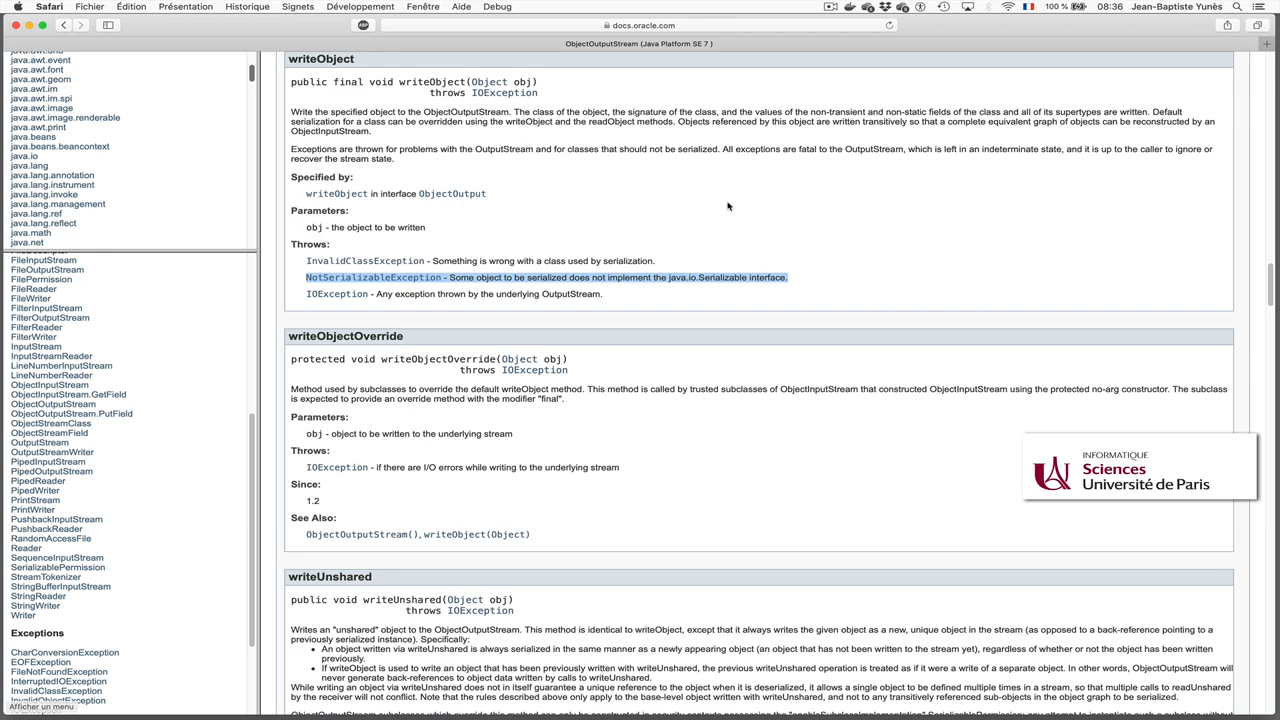 Safari Fichier Édition Présentation Historique Signets Développement Fenêtre Aide Debug 100 % Jeu. 08:36 Jean-Baptiste Yunès
docs.oracle.com
ABP
ObjectOutputStream (Java Platform SE 7 )
java.awt.event
java.awt.font
java.awt.geom
java.awt.im
java.awt.im.spi
java.awt.image
java.awt.image.renderable
java.awt.print
java.beans
java.beans.beancontext
java.io
java.lang
java.lang.annotation
java.lang.instrument
java.lang.invoke
java.lang.management
java.lang.ref
java.lang.reflect
java.math
java.net
FileInputStream
FileOutputStream
FilePermission
FileReader
FileWriter
FilterInputStream
FilterOutputStream
FilterReader
FilterWriter
InputStream
InputStreamReader
LineNumberInputStream
LineNumberReader
ObjectInputStream
ObjectInputStream.GetField
ObjectOutputStream
ObjectOutputStream.PutField
ObjectStreamClass
ObjectStreamField
OutputStream
OutputStreamWriter
PipedInputStream
PipedOutputStream
PipedReader
PipedWriter
PrintStream
PrintWriter
PushbackInputStream
PushbackReader
RandomAccessFile
Reader
SequenceInputStream
SerializablePermission
StreamTokenizer
StringBufferInputStream
StringReader
StringWriter
Writer
Exceptions
CharConversionException
EOFException
FileNotFoundException
InterruptedIOException
InvalidClassException
InvalidObjectException
Afficher un menu
writeObject
public final void writeObject(Object obj)
throws IOException
Write the specified object to the ObjectOutputStream. The class of the object, the signature of the class, and the values of the non-transient and non-static fields of the class and all of its supertypes are written. Default
serialization for a class can be overridden using the writeObject and the readObject methods. Objects referenced by this object are written transitively so that a complete equivalent graph of objects can be reconstructed by an
ObjectInputStream.
Exceptions are thrown for problems with the OutputStream and for classes that should not be serialized. All exceptions are fatal to the OutputStream, which is left in an indeterminate state, and it is up to the caller to ignore or
recover the stream state.
Specified by:
writeObject in interface ObjectOutput
Parameters:
obj - the object to be written
Throws:
InvalidClassException - Something is wrong with a class used by serialization.
NotSerializableException - Some object to be serialized does not implement the java.io.Serializable interface.
IOException - Any exception thrown by the underlying OutputStream.
writeObjectOverride
protected void writeObjectOverride(Object obj)
throws IOException
Method used by subclasses to override the default writeObject method. This method is called by trusted subclasses of ObjectInputStream that constructed ObjectInputStream using the protected no-arg constructor. The subclass
is expected to provide an override method with the modifier "final".
Parameters:
obj - object to be written to the underlying stream
Throws:
IOException - if there are I/O errors while writing to the underlying stream
Since:
1.2
See Also:
ObjectOutputStream(), writeObject(Object)
INFORMATIQUE
Sciences
Université de Paris
writeUnshared
public void writeUnshared(Object obj)
throws IOException
Writes an "unshared" object to the ObjectOutputStream. This method is identical to writeObject, except that it always writes the given object as a new, unique object in the stream (as opposed to a back-reference pointing to a
previously serialized instance). Specifically:
• An object written via writeUnshared is always serialized in the same manner as a newly appearing object (an object that has not been written to the stream yet), regardless of whether or not the object has been written
previously.
• If writeObject is used to write an object that has been previously written with writeUnshared, the previous writeUnshared operation is treated as if it were a write of a separate object. In other words, ObjectOutputStream will
never generate back-references to object data written by calls to writeUnshared.
While writing an object via writeUnshared does not in itself guarantee a unique reference to the object when it is deserialized, it allows a single object to be defined multiple times in a stream, so that multiple calls to readUnshared
by the receiver will not conflict. Note that the rules described above only apply to the base-level object written with writeUnshared, and not to any transitively referenced sub-objects in the object graph to be serialized.